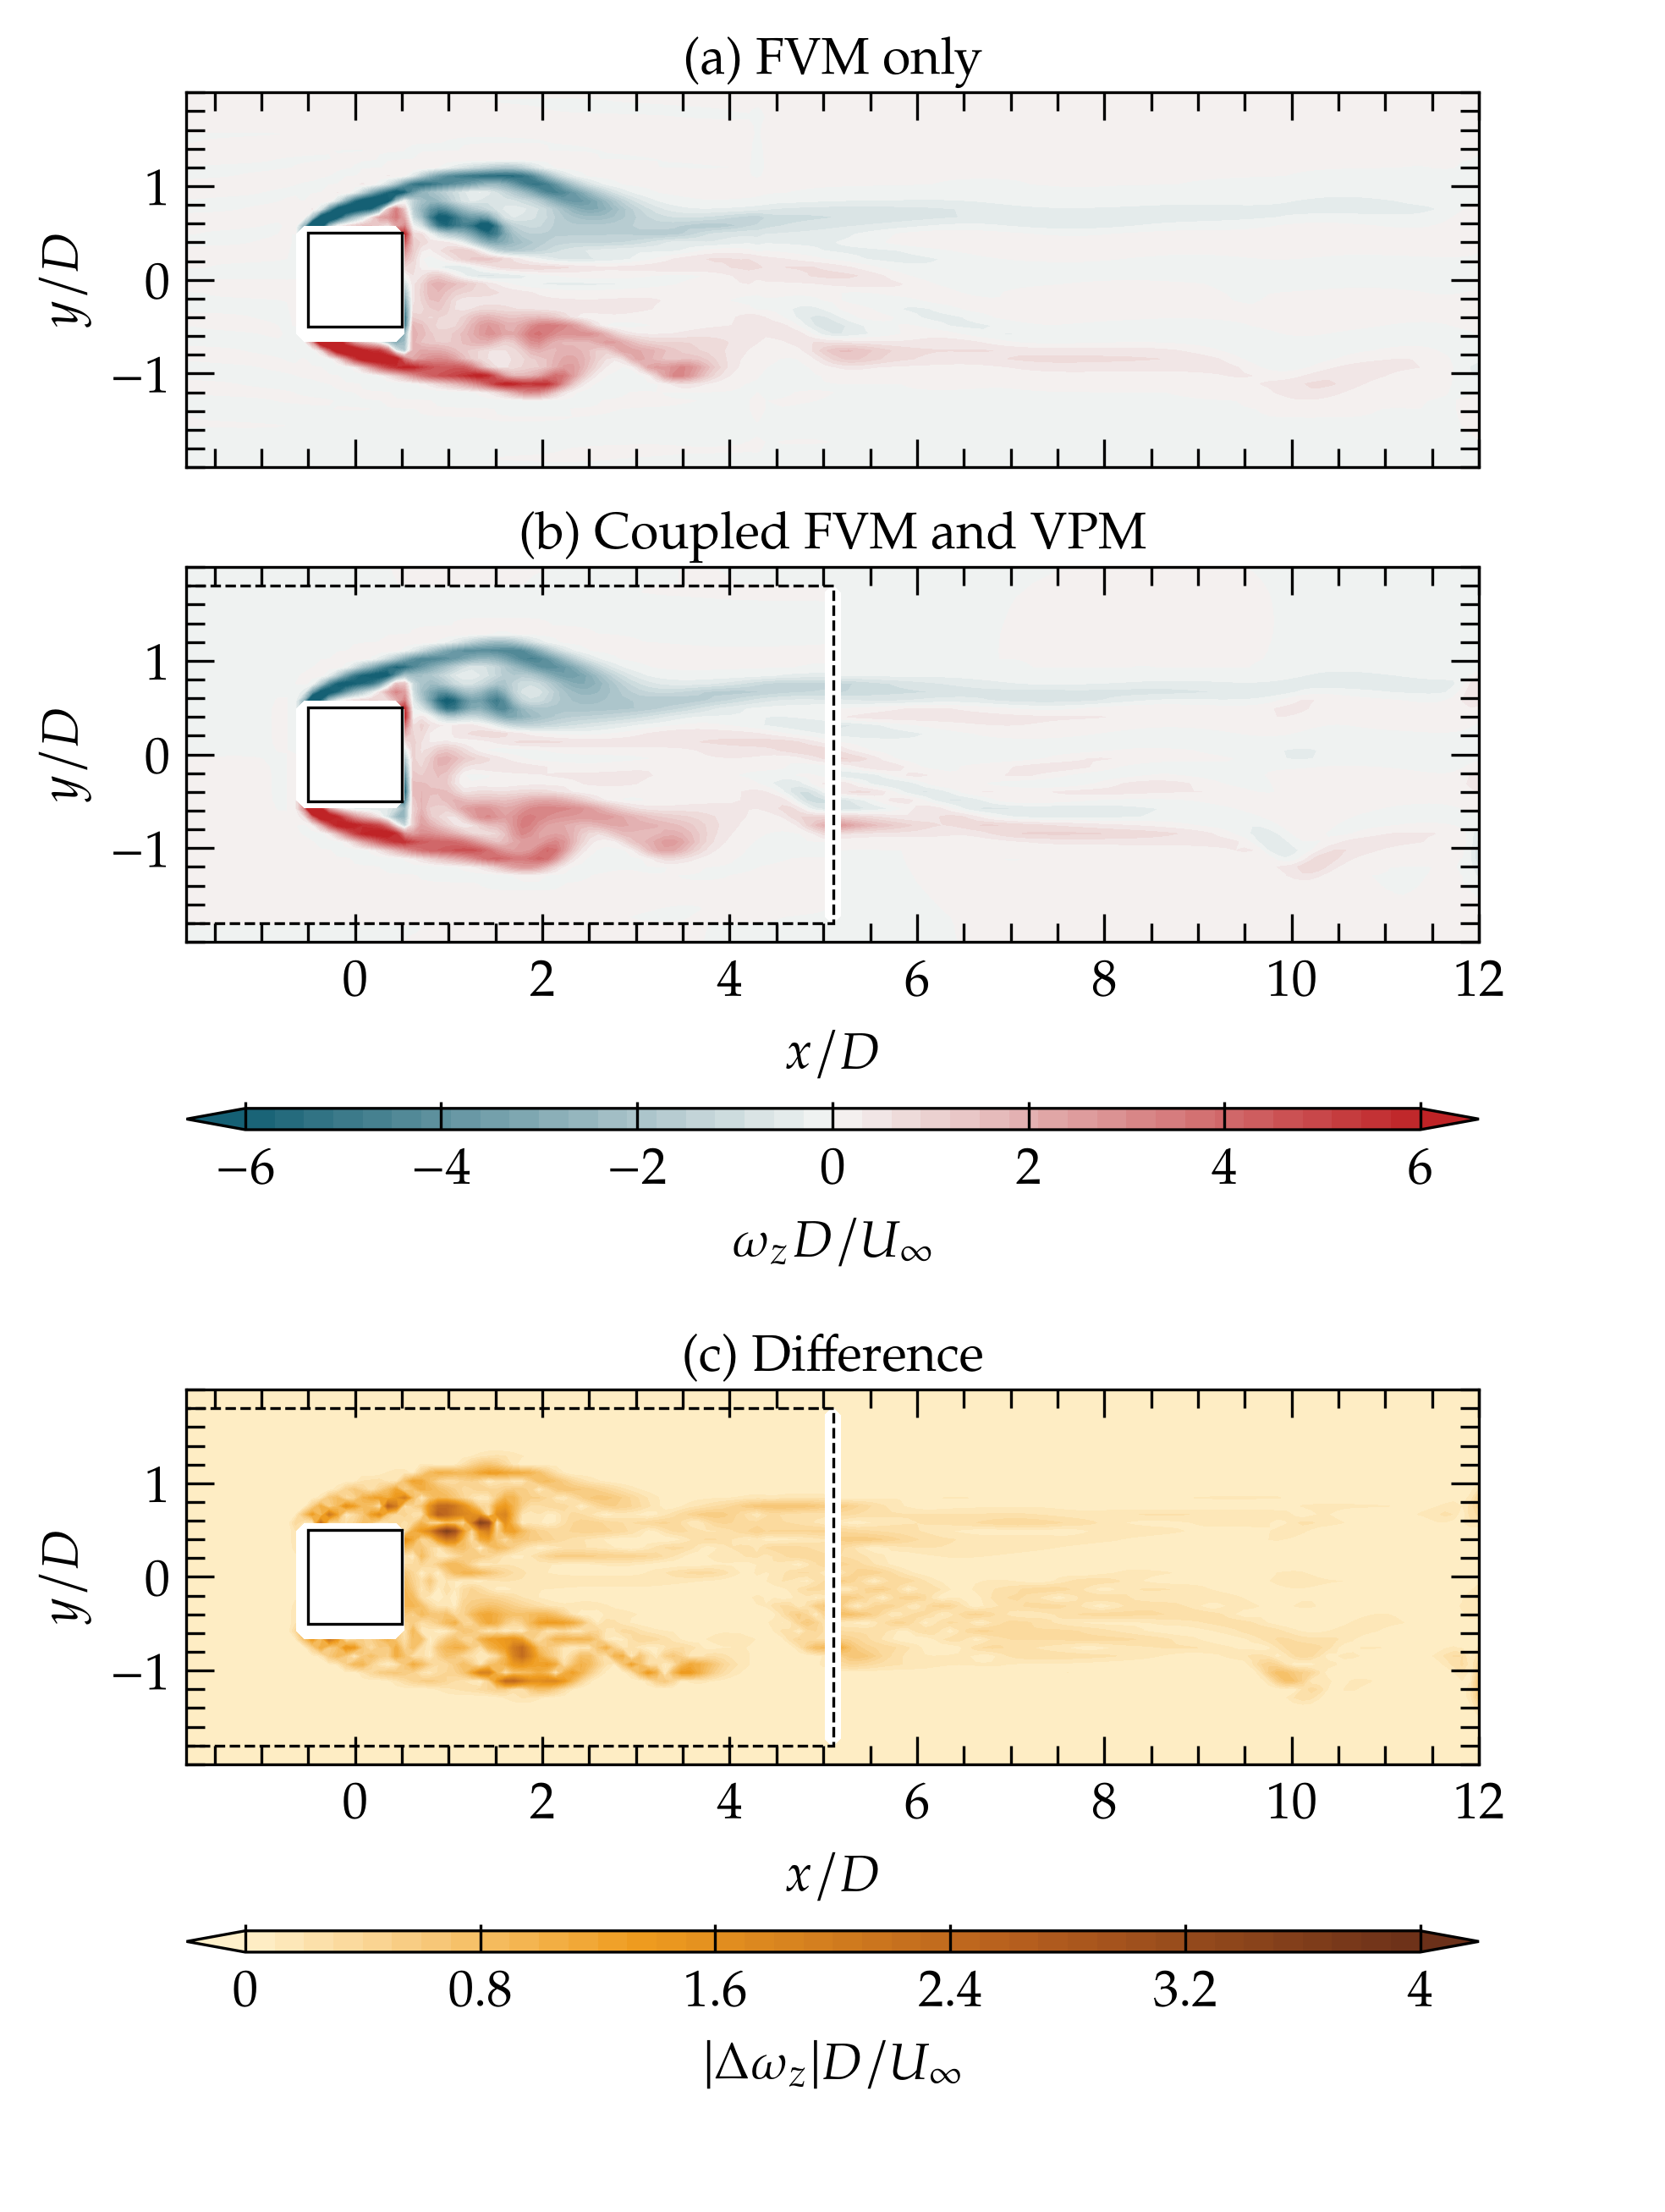 (a) FVM only
1
0
−1
y/D
(b) Coupled FVM and VPM
1
0
−1
y/D
0 2 4 6 8 10 12
x/D
−6 −4 −2 0 2 4 6
ω_z D/U_∞
(c) Difference
1
0
−1
y/D
0 2 4 6 8 10 12
x/D
0 0.8 1.6 2.4 3.2 4
|Δω_z|D/U_∞